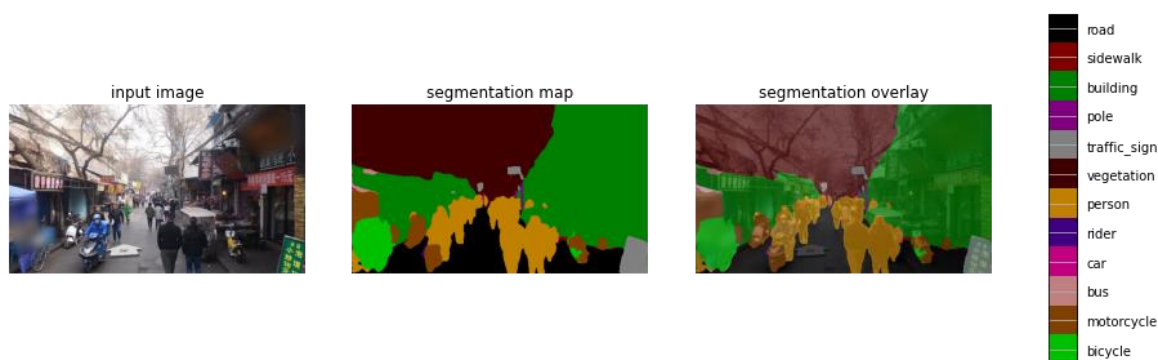 input image
segmentation map
segmentation overlay
road
sidewalk
building
pole
traffic_sign
vegetation
person
rider
car
bus
motorcycle
bicycle